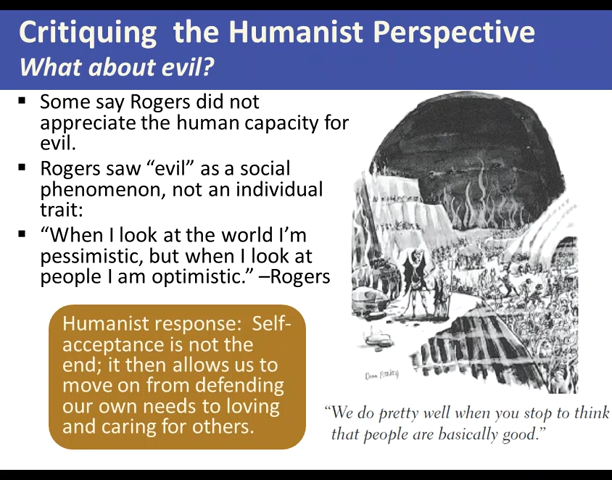 Critiquing the Humanist Perspective
What about evil?
▪ Some say Rogers did not
appreciate the human capacity for
evil.
▪ Rogers saw “evil” as a social
phenomenon, not an individual
trait:
▪ “When I look at the world I’m
pessimistic, but when I look at
people I am optimistic.” –Rogers
Humanist response: Self-
acceptance is not the
end; it then allows us to
move on from defending
our own needs to loving
and caring for others.
“We do pretty well when you stop to think
that people are basically good.”